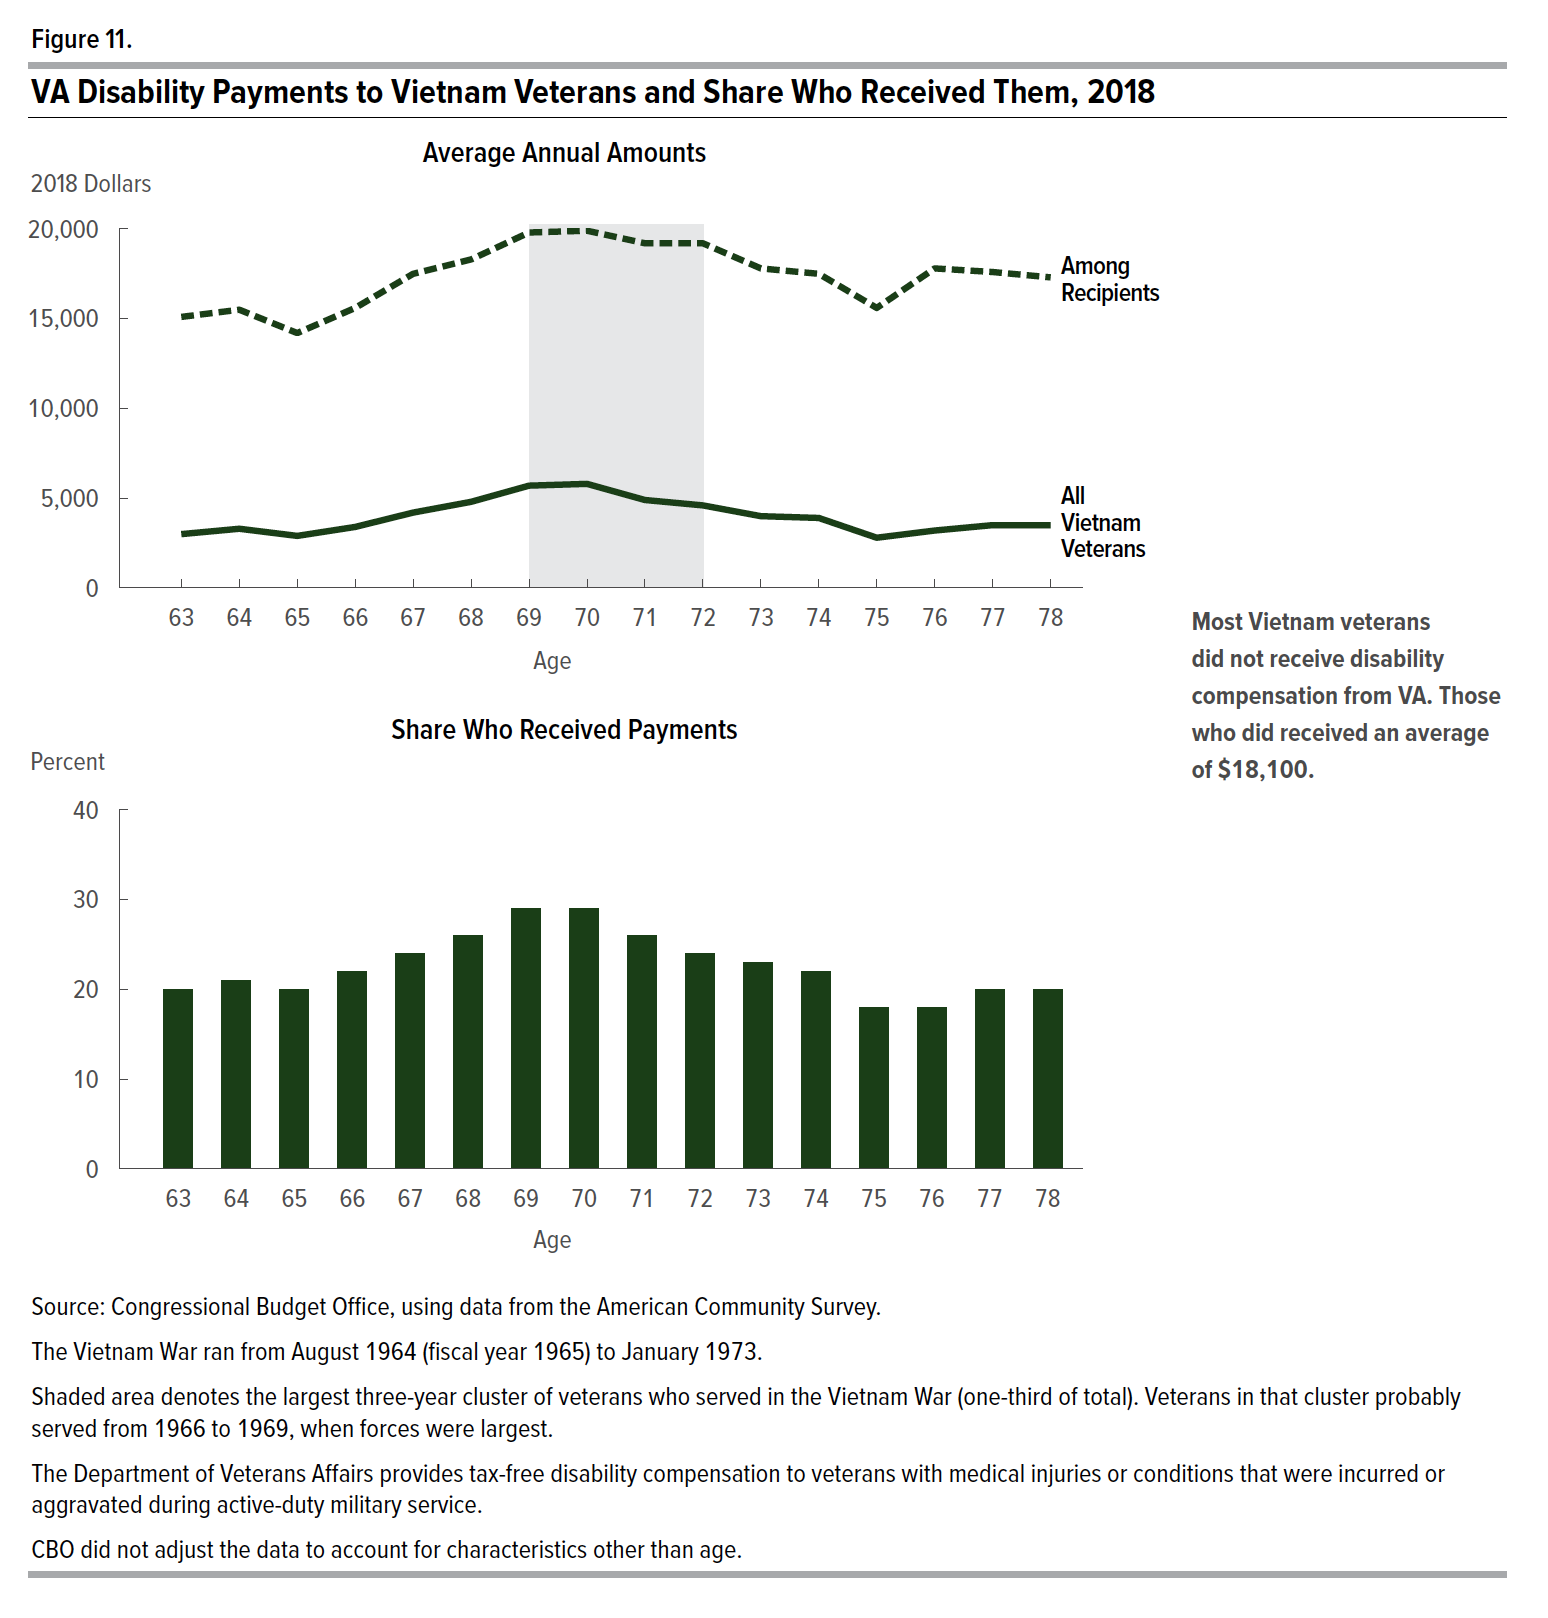 Figure 11.
VA Disability Payments to Vietnam Veterans and Share Who Received Them, 2018
Average Annual Amounts
2018 Dollars
20,000
15,000
10,000
5,000
0
Among
Recipients
All
Vietnam
Veterans
63 64 65 66 67 68 69 70 71 72 73 74 75 76 77 78
Age
Most Vietnam veterans
did not receive disability
compensation from VA. Those
who did received an average
of $18,100.
Share Who Received Payments
Percent
40
30
20
10
0
63 64 65 66 67 68 69 70 71 72 73 74 75 76 77 78
Age
Source: Congressional Budget Office, using data from the American Community Survey.
The Vietnam War ran from August 1964 (fiscal year 1965) to January 1973.
Shaded area denotes the largest three-year cluster of veterans who served in the Vietnam War (one-third of total). Veterans in that cluster probably
served from 1966 to 1969, when forces were largest.
The Department of Veterans Affairs provides tax-free disability compensation to veterans with medical injuries or conditions that were incurred or
aggravated during active-duty military service.
CBO did not adjust the data to account for characteristics other than age.